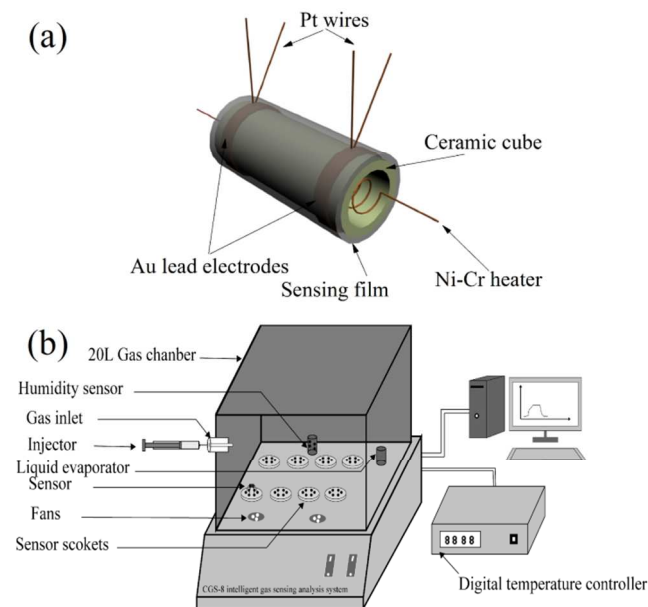 (a)
Pt wires
Ceramic cube
Au lead electrodes
Sensing film
Ni-Cr heater
(b)
20L Gas chanber
Humidity sensor
Gas inlet
Injector
Liquid evaporator
Sensor
Fans
Sensor scokets
CGS-8 intelligent gas sensing analysis system
8888
Digital temperature controller